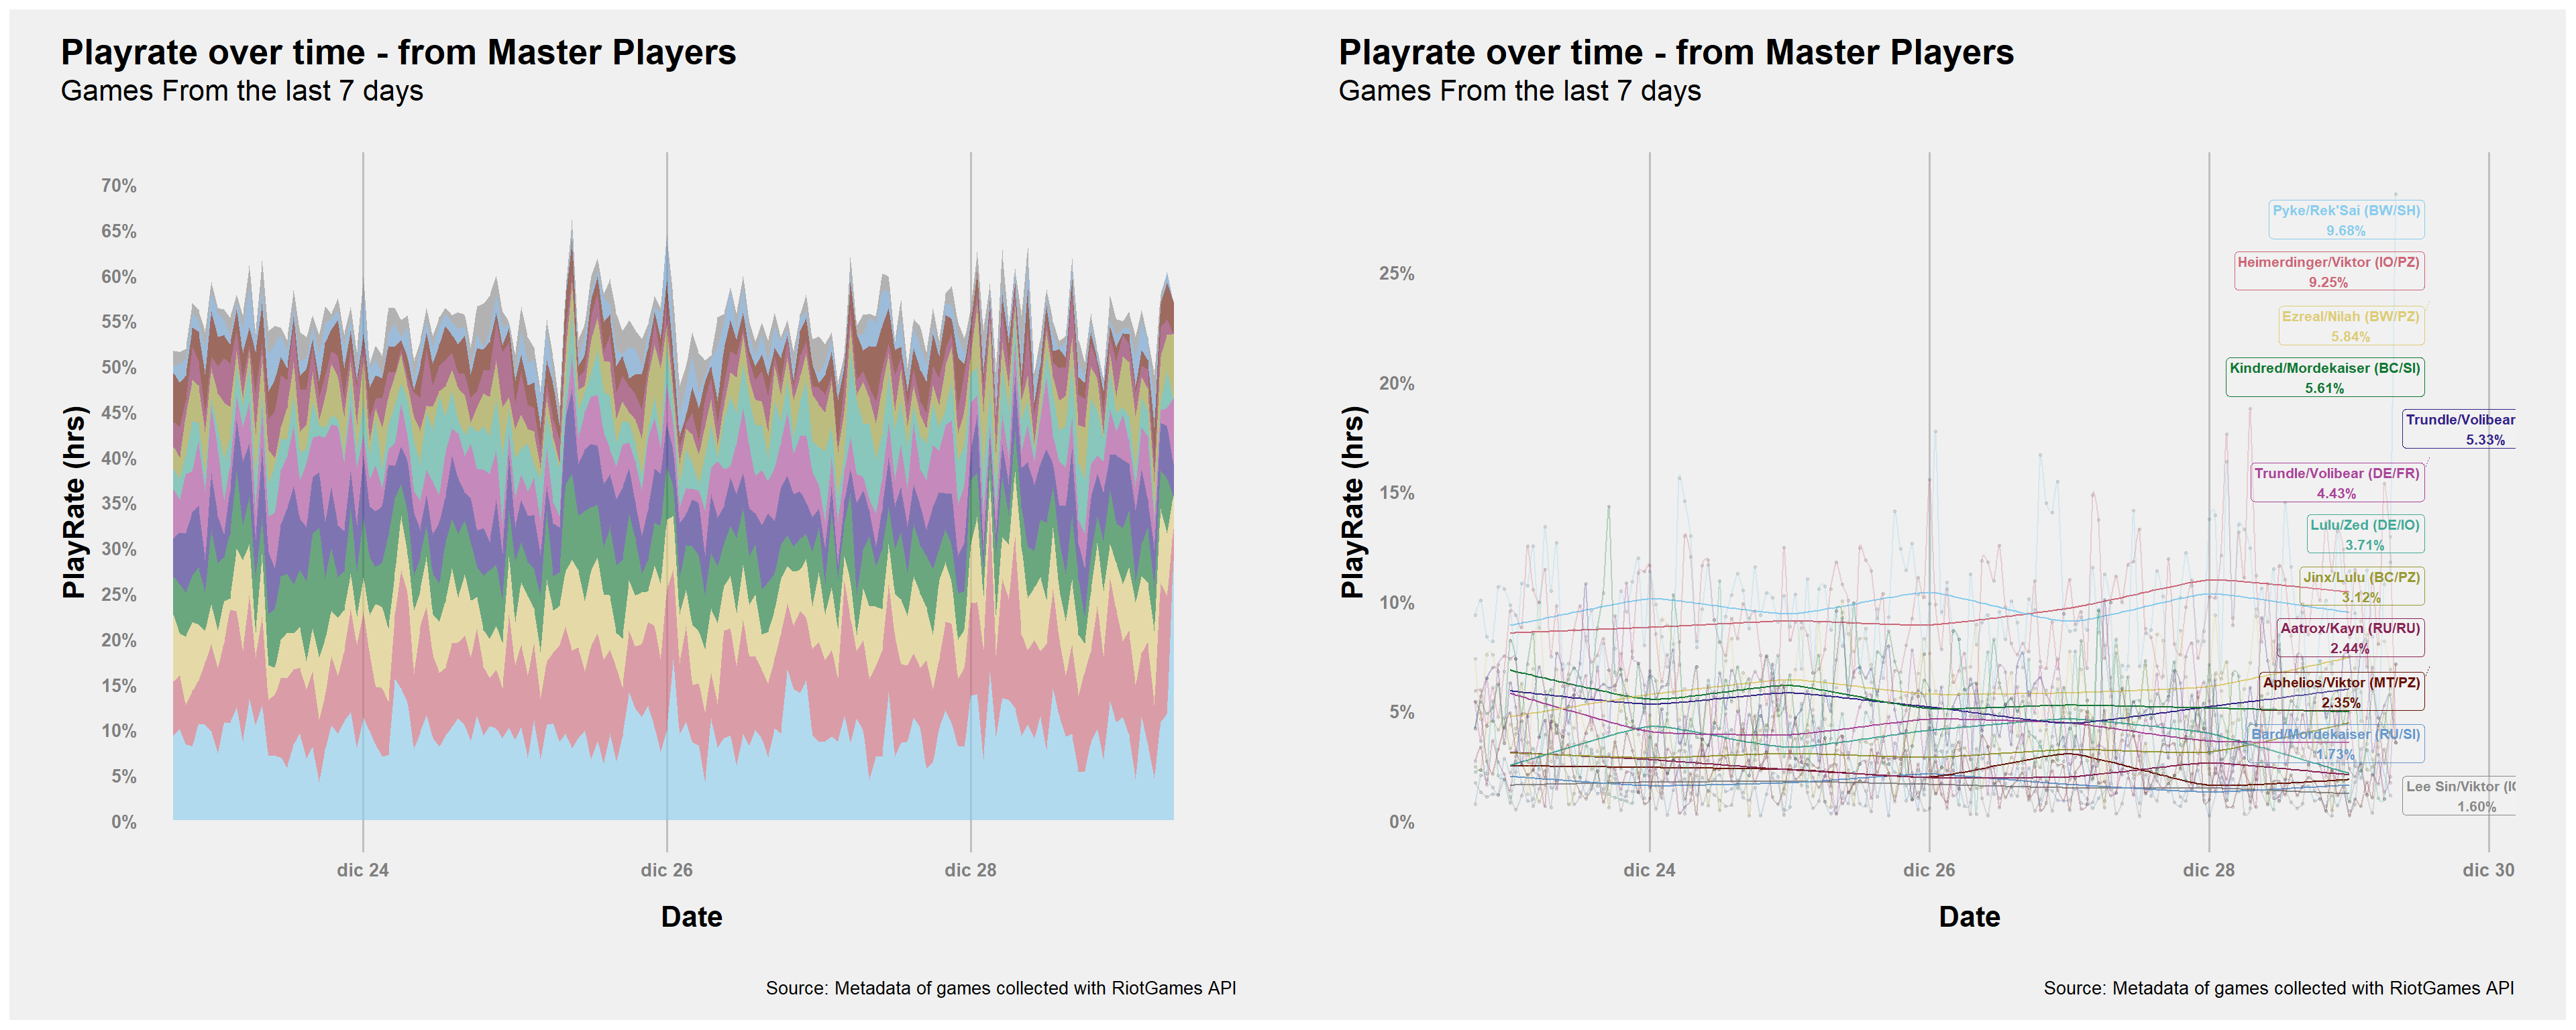 Playrate over time - from Master Players
Games From the last 7 days
70%
65%
60%
55%
50%
45%
40%
35%
30%
25%
20%
15%
10%
5%
0%
PlayRate (hrs)
dic 24
dic 26
dic 28
Date
Source: Metadata of games collected with RiotGames API
Playrate over time - from Master Players
Games From the last 7 days
25%
20%
15%
10%
5%
0%
PlayRate (hrs)
Pyke/Rek'Sai (BW/SH)
9.68%
Heimerdinger/Viktor (IO/PZ)
9.25%
Ezreal/Nilah (BW/PZ)
5.84%
Kindred/Mordekaiser (BC/SI)
5.61%
Trundle/Volibear
5.33%
Trundle/Volibear (DE/FR)
4.43%
Lulu/Zed (DE/IO)
3.71%
Jinx/Lulu (BC/PZ)
3.12%
Aatrox/Kayn (RU/RU)
2.44%
Aphelios/Viktor (MT/PZ)
2.35%
Bard/Mordekaiser (RU/SI)
1.73%
Lee Sin/Viktor
1.60%
dic 24
dic 26
dic 28
dic 30
Date
Source: Metadata of games collected with RiotGames API